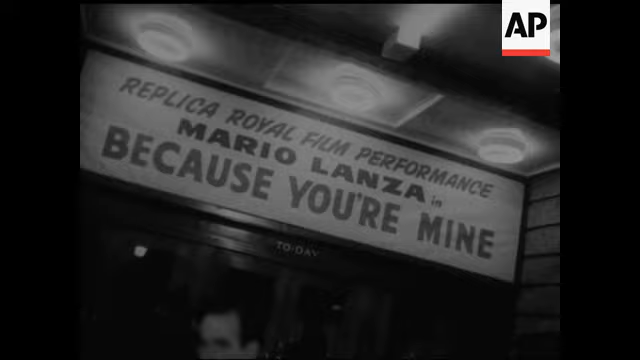 AP
REPLICA ROYAL FILM PERFORMANCE
MARIO LANZA in
BECAUSE YOU'RE MINE
TO-DAY